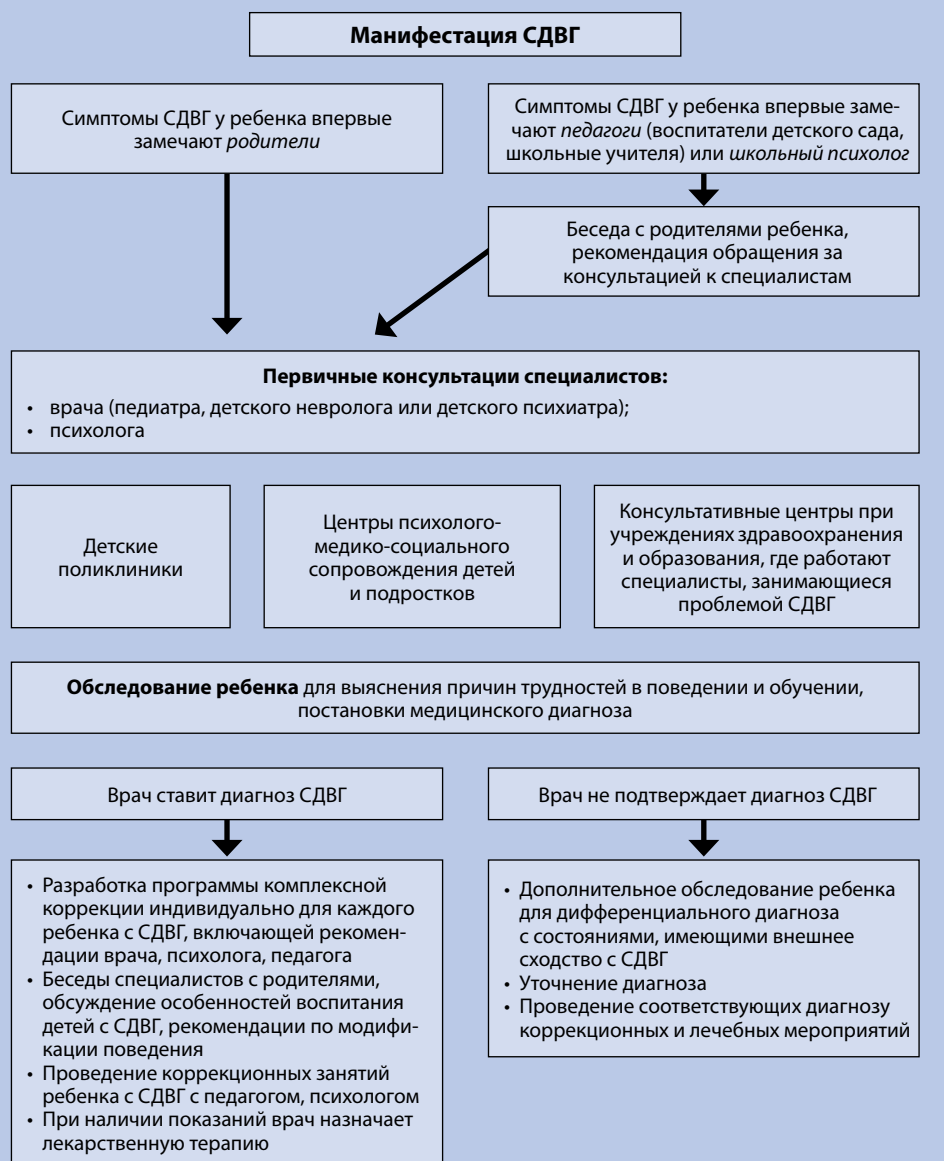 Манифестация СДВГ
Симптомы СДВГ у ребенка впервые
замечают родители
Симптомы СДВГ у ребенка впервые заме-
чают педагоги (воспитатели детского сада,
школьные учителя) или школьный психолог
Беседа с родителями ребенка,
рекомендация обращения за
консультацией к специалистам
Первичные консультации специалистов:
• врача (педиатра, детского невролога или детского психиатра);
• психолога
Детские
поликлиники
Центры психолого-
медико-социального
сопровождения детей
и подростков
Консультативные центры при
учреждениях здравоохранения
и образования, где работают
специалисты, занимающиеся
проблемой СДВГ
Обследование ребенка для выяснения причин трудностей в поведении и обучении,
постановки медицинского диагноза
Врач ставит диагноз СДВГ
• Разработка программы комплексной
коррекции индивидуально для каждого
ребенка с СДВГ, включающей рекомен-
дации врача, психолога, педагога
• Беседы специалистов с родителями,
обсуждение особенностей воспитания
детей с СДВГ, рекомендации по модифи-
кации поведения
• Проведение коррекционных занятий
ребенка с СДВГ с педагогом, психологом
• При наличии показаний врач назначает
лекарственную терапию
Врач не подтверждает диагноз СДВГ
• Дополнительное обследование ребенка
для дифференциального диагноза
с состояниями, имеющими внешнее
сходство с СДВГ
• Уточнение диагноза
• Проведение соответствующих диагнозу
коррекционных и лечебных мероприятий